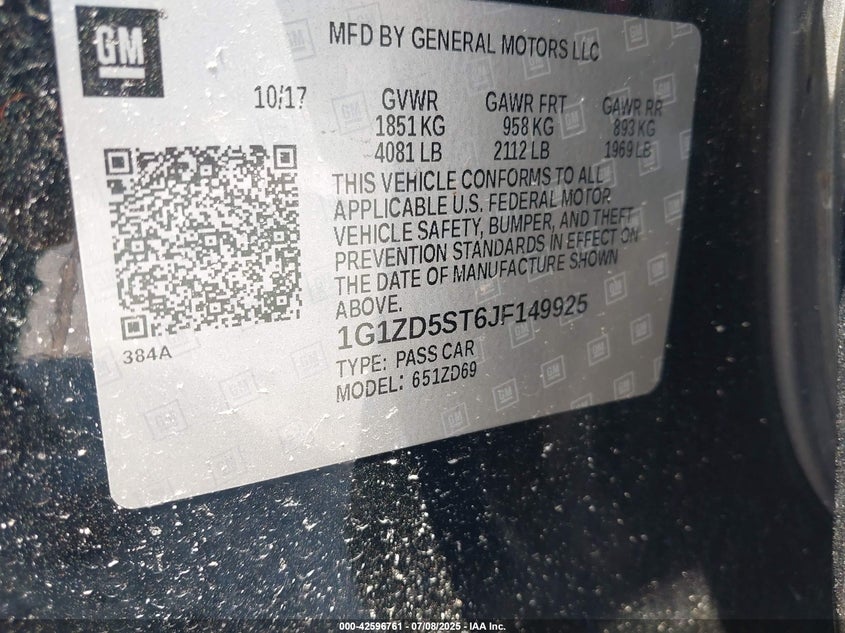 GM
MFD BY GENERAL MOTORS LLC
10/17 GVWR GAWR FRT GAWR RR
1851 KG 958 KG 893 KG
4081 LB 2112 LB 1969 LB
THIS VEHICLE CONFORMS TO ALL
APPLICABLE U.S. FEDERAL MOTOR
VEHICLE SAFETY, BUMPER, AND THEFT
PREVENTION STANDARDS IN EFFECT ON
THE DATE OF MANUFACTURE SHOWN
ABOVE.
1G1ZD5ST6JF149925
TYPE: PASS CAR
MODEL: 651ZD69
384A
000-42596761 - 07/08/2025 - IAA Inc.